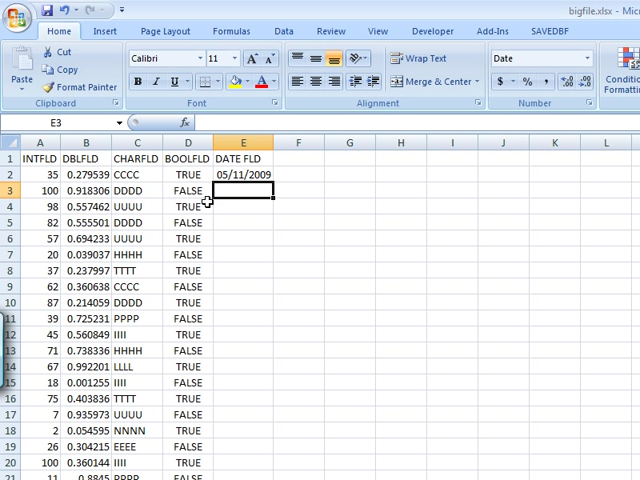 bigfile.xlsx - Mic
Home Insert Page Layout Formulas Data Review View Developer Add-Ins SAVEDBF
Paste
Cut
Copy
Format Painter
Clipboard
Calibri 11 A A
B I U A
Font
Wrap Text
Merge & Center
Alignment
Date
$ % ,
Number
Conditio
Formatting
E3 fx
A B C D E F G H I J K L
1 INTFLD DBLFLD CHARFLD BOOLFLD DATE FLD
2 35 0.279539 CCCC TRUE 05/11/2009
3 100 0.918306 DDDD FALSE
4 98 0.557462 UUUU TRUE
5 82 0.555501 DDDD FALSE
6 57 0.694233 UUUU TRUE
7 20 0.039037 HHHH FALSE
8 37 0.237997 TTTT TRUE
9 62 0.360638 CCCC FALSE
10 87 0.214059 DDDD TRUE
11 39 0.725231 PPPP FALSE
12 45 0.560849 IIII TRUE
13 71 0.738336 HHHH FALSE
14 67 0.992201 LLLL TRUE
15 18 0.001255 IIII FALSE
16 75 0.403836 TTTT TRUE
17 7 0.935973 UUUU FALSE
18 2 0.054595 NNNN TRUE
19 26 0.304215 EEEE FALSE
20 100 0.360144 IIII TRUE
21 11 0.8845 PPPP FALSE